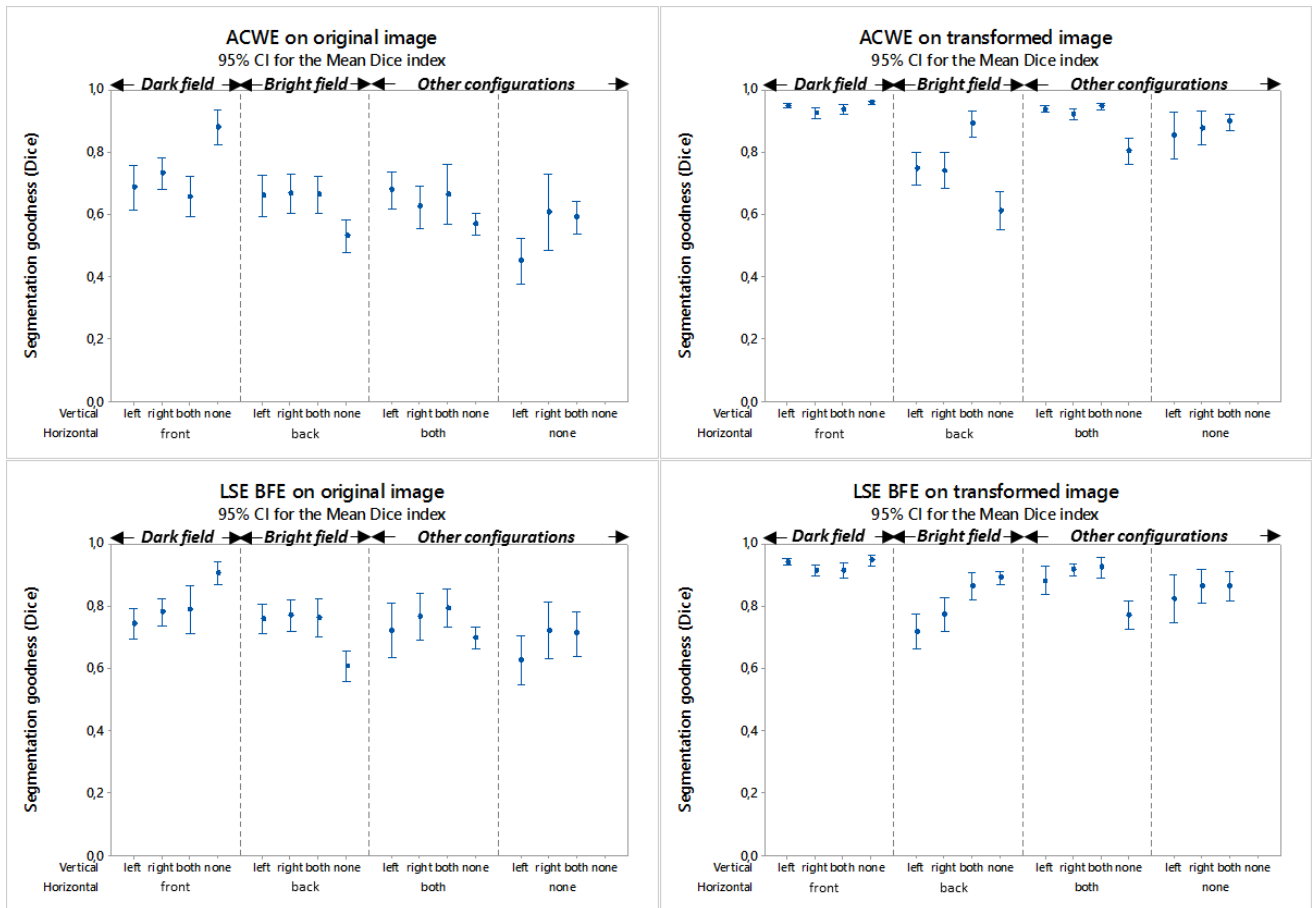 ACWE on original image
95% CI for the Mean Dice index
Dark field Bright field Other configurations
Segmentation goodness (Dice)
1,0
0,8
0,6
0,4
0,2
0,0
Vertical left right both none left right both none left right both none left right both none
Horizontal front back both none
ACWE on transformed image
95% CI for the Mean Dice index
Dark field Bright field Other configurations
Segmentation goodness (Dice)
1,0
0,8
0,6
0,4
0,2
0,0
Vertical left right both none left right both none left right both none left right both none
Horizontal front back both none
LSE BFE on original image
95% CI for the Mean Dice index
Dark field Bright field Other configurations
Segmentation goodness (Dice)
1,0
0,8
0,6
0,4
0,2
0,0
Vertical left right both none left right both none left right both none left right both none
Horizontal front back both none
LSE BFE on transformed image
95% CI for the Mean Dice index
Dark field Bright field Other configurations
Segmentation goodness (Dice)
1,0
0,8
0,6
0,4
0,2
0,0
Vertical left right both none left right both none left right both none left right both none
Horizontal front back both none